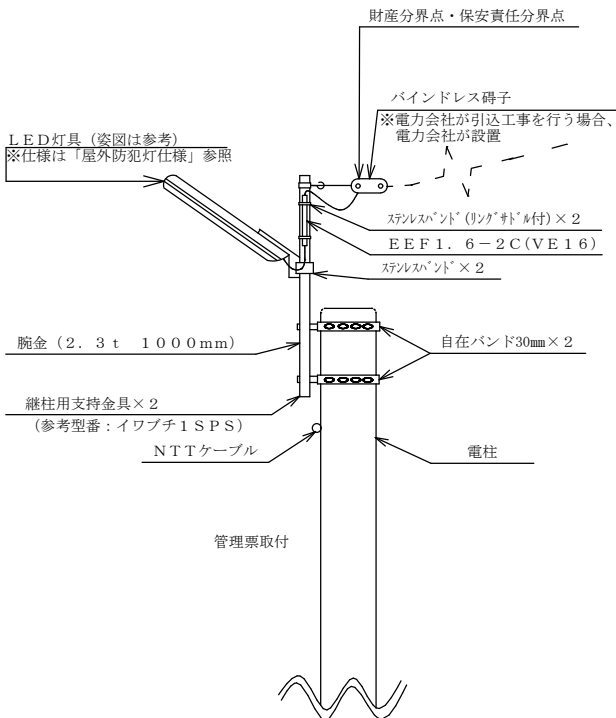 財産分界点・保安責任分界点
バインドレス碍子
※電力会社が引込工事を行う場合、
電力会社が設置
LED灯具（姿図は参考）
※仕様は「屋外防犯灯仕様」参照
ステンレスバンド(リングサドル付)×2
EEF1.6－2C(VE16)
ステンレスバンド×2
腕金（2.3t 1000mm）
自在バンド30㎜×2
継柱用支持金具×2
(参考型番：イワブチ1SPS)
NTTケーブル
電柱
管理票取付